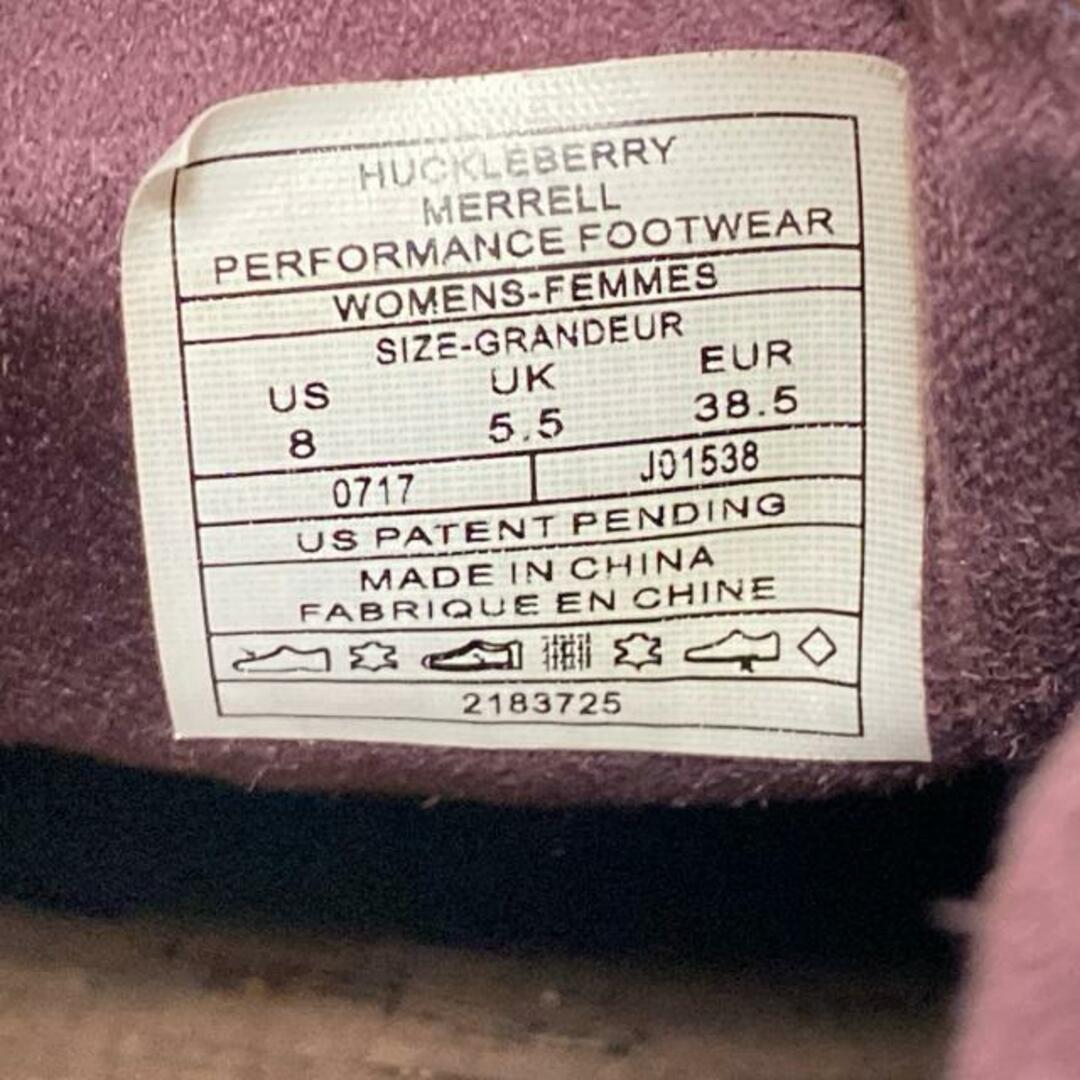 HUCKLEBERRY
MERRELL
PERFORMANCE FOOTWEAR
WOMENS-FEMMES
SIZE-GRANDEUR
US UK EUR
8 5.5 38.5
0717 J01538
US PATENT PENDING
MADE IN CHINA
FABRIQUE EN CHINE
2183725